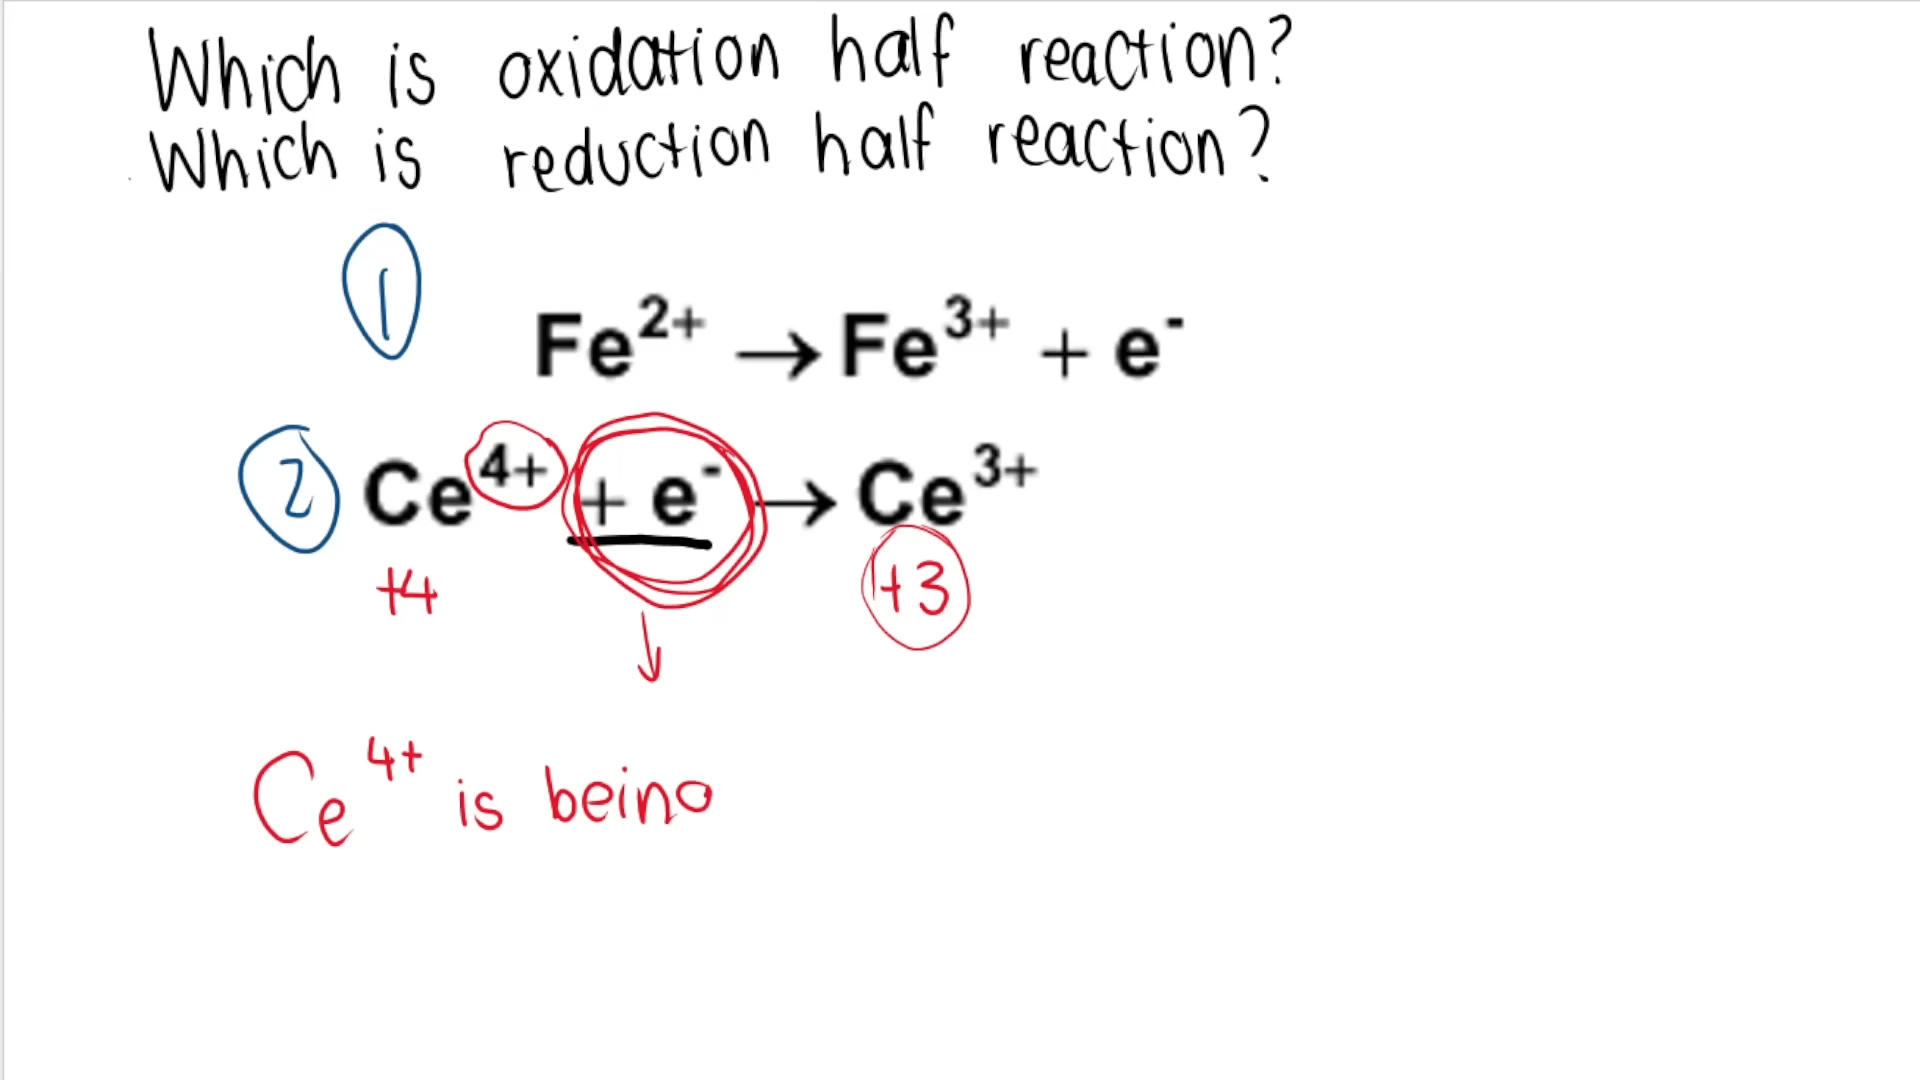 Which is oxidation half reaction?
Which is reduction half reaction?
1
Fe²⁺ → Fe³⁺ + e⁻
2 Ce⁴⁺ + e⁻ → Ce³⁺
+4 +3
Ce⁴⁺ is beino